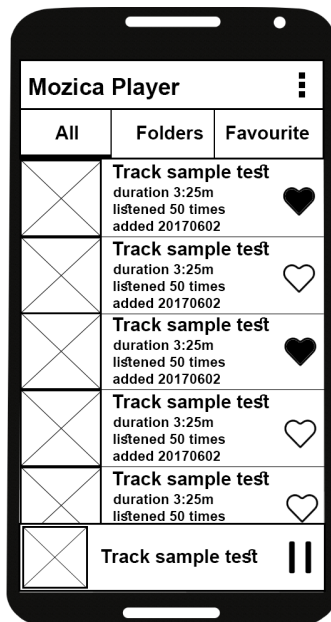 Mozica Player
All
Folders
Favourite
Track sample test
duration 3:25m
listened 50 times
added 20170602
Track sample test
duration 3:25m
listened 50 times
added 20170602
Track sample test
duration 3:25m
listened 50 times
added 20170602
Track sample test
duration 3:25m
listened 50 times
added 20170602
Track sample test
duration 3:25m
listened 50 times
Track sample test